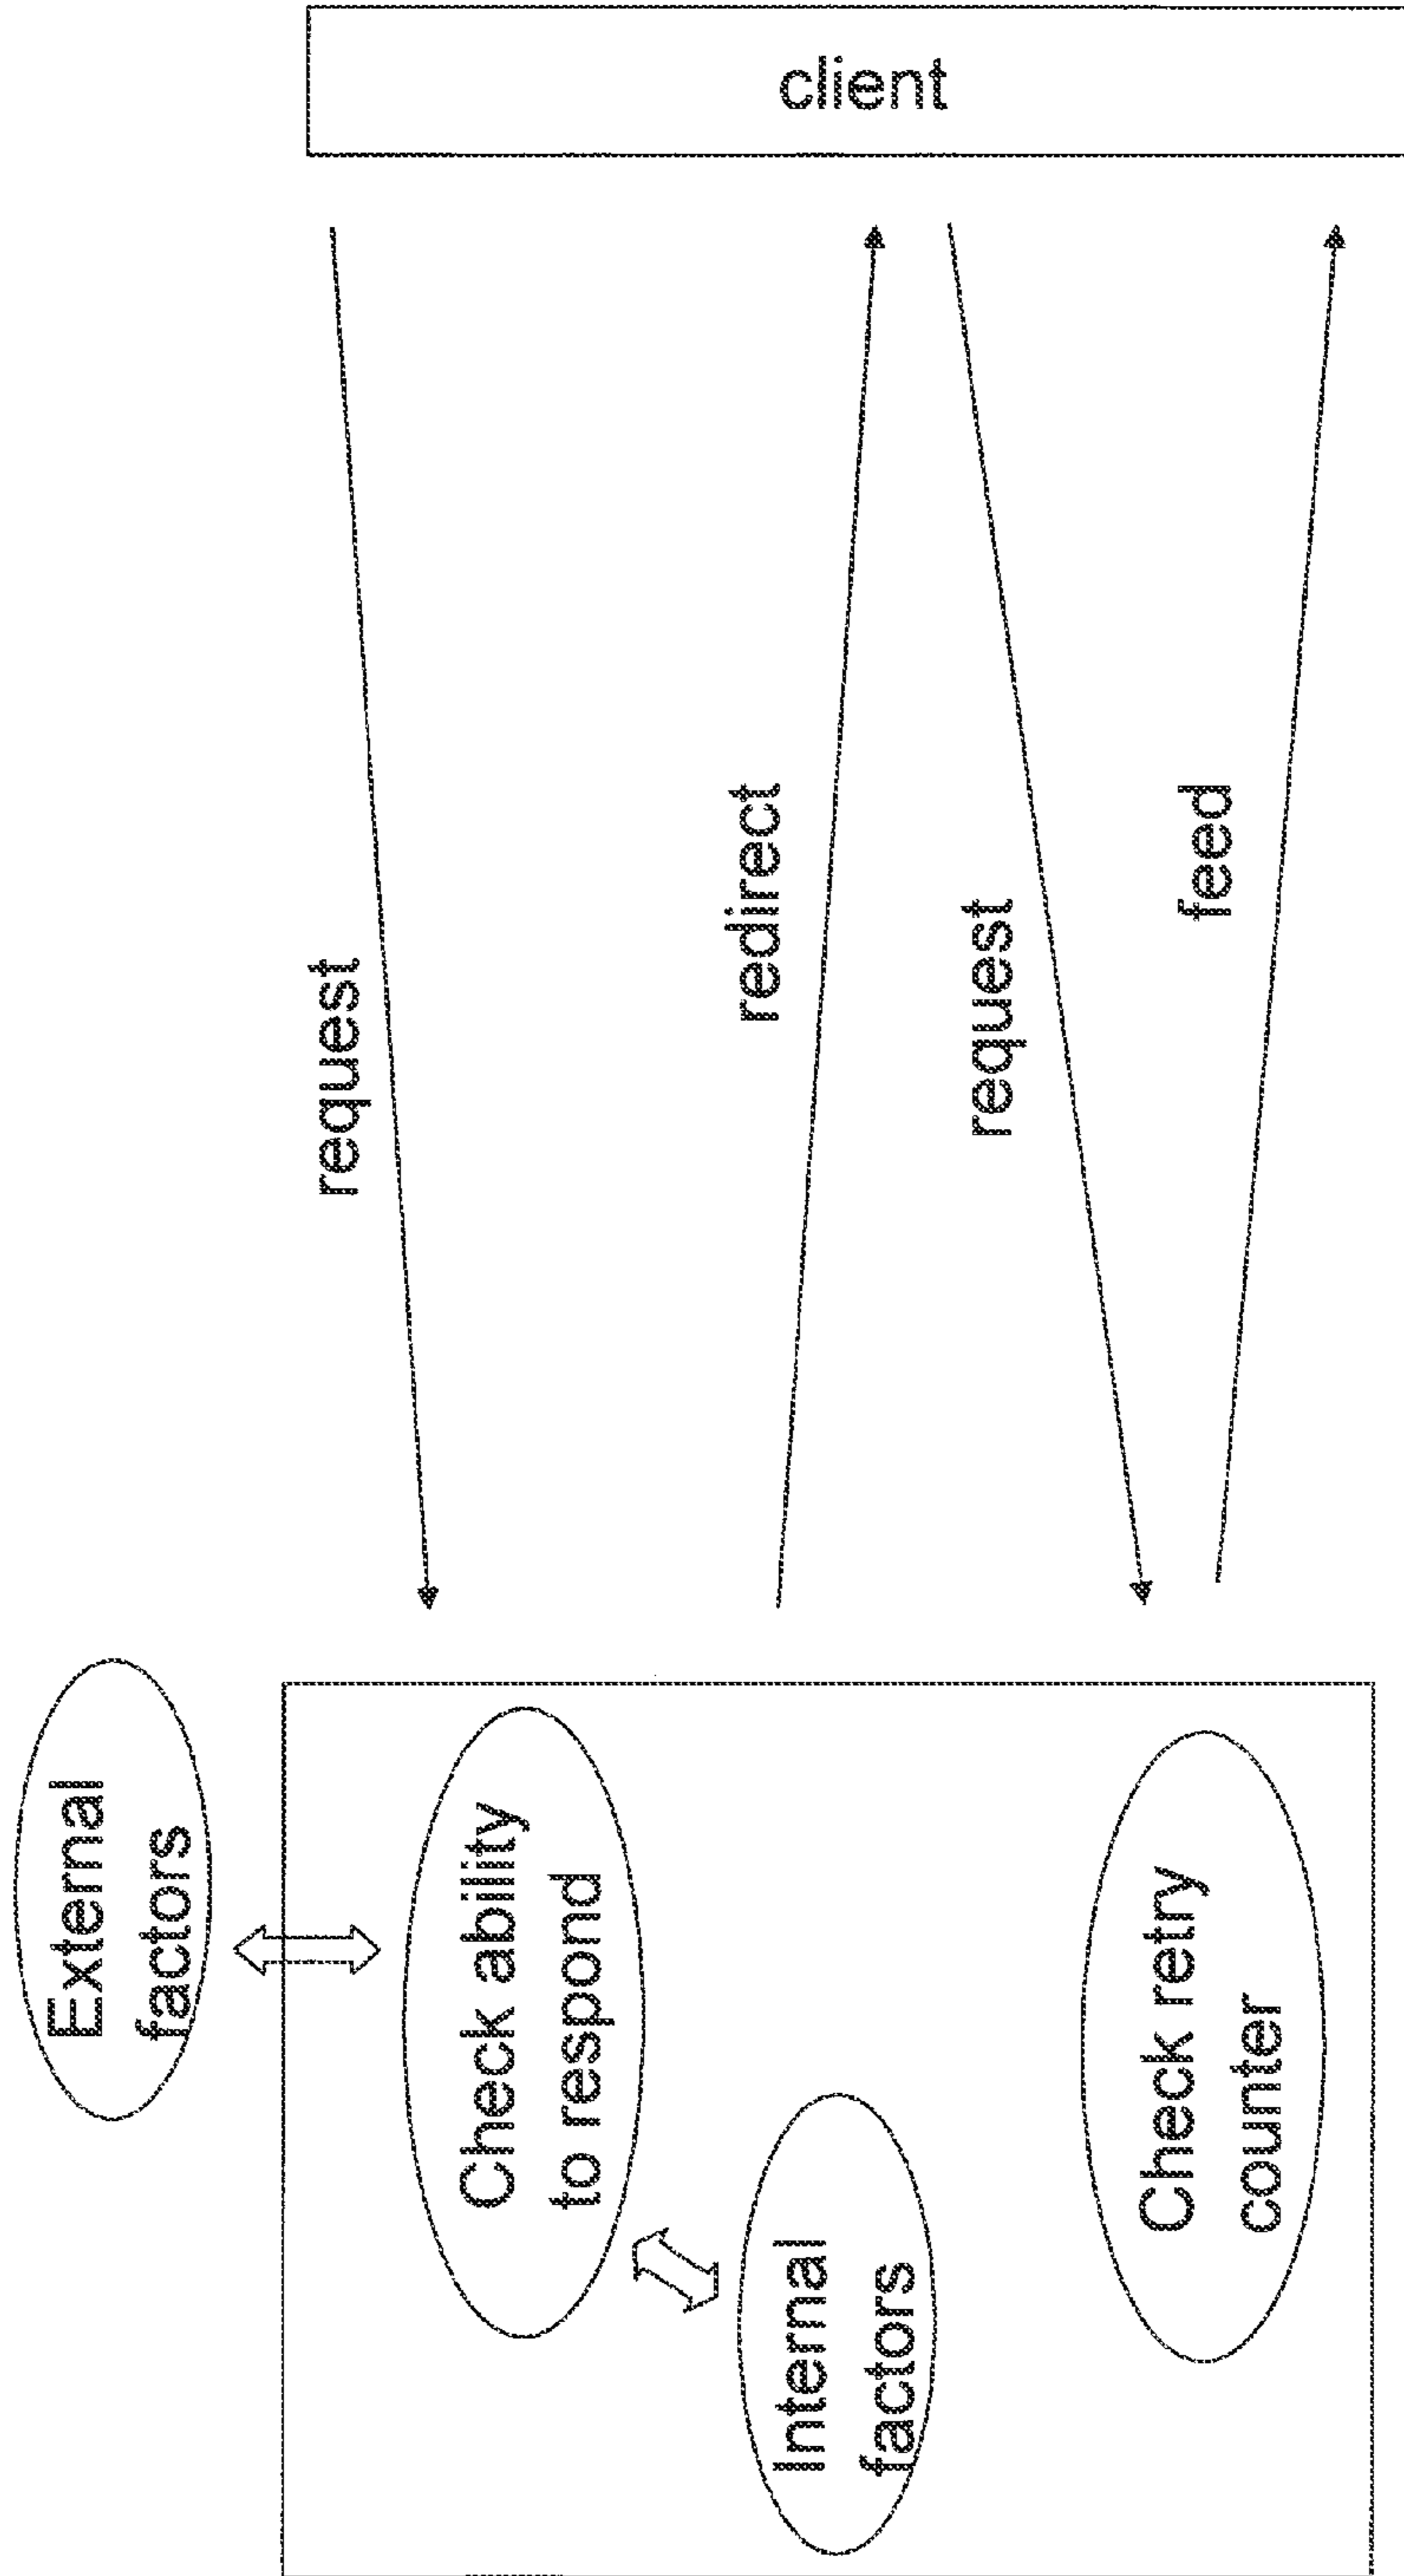 client
request
redirect
request
feed
External
factors
Check ability
to respond
Internal
factors
Check retry
counter